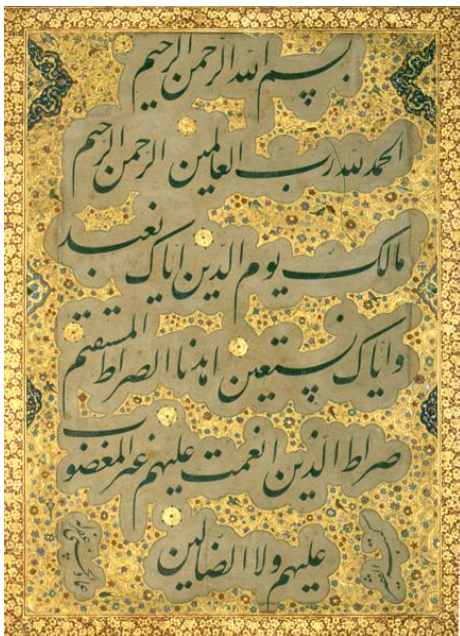 بسم الله الرحمن الرحیم
الحمد لله رب العالمین الرحمن الرحیم
مالک یوم الدین ایاک نعبد
وایاک نستعین اهدنا الصراط المستقیم
صراط الذین انعمت علیهم غیر المغضوب
علیهم ولا الضالین